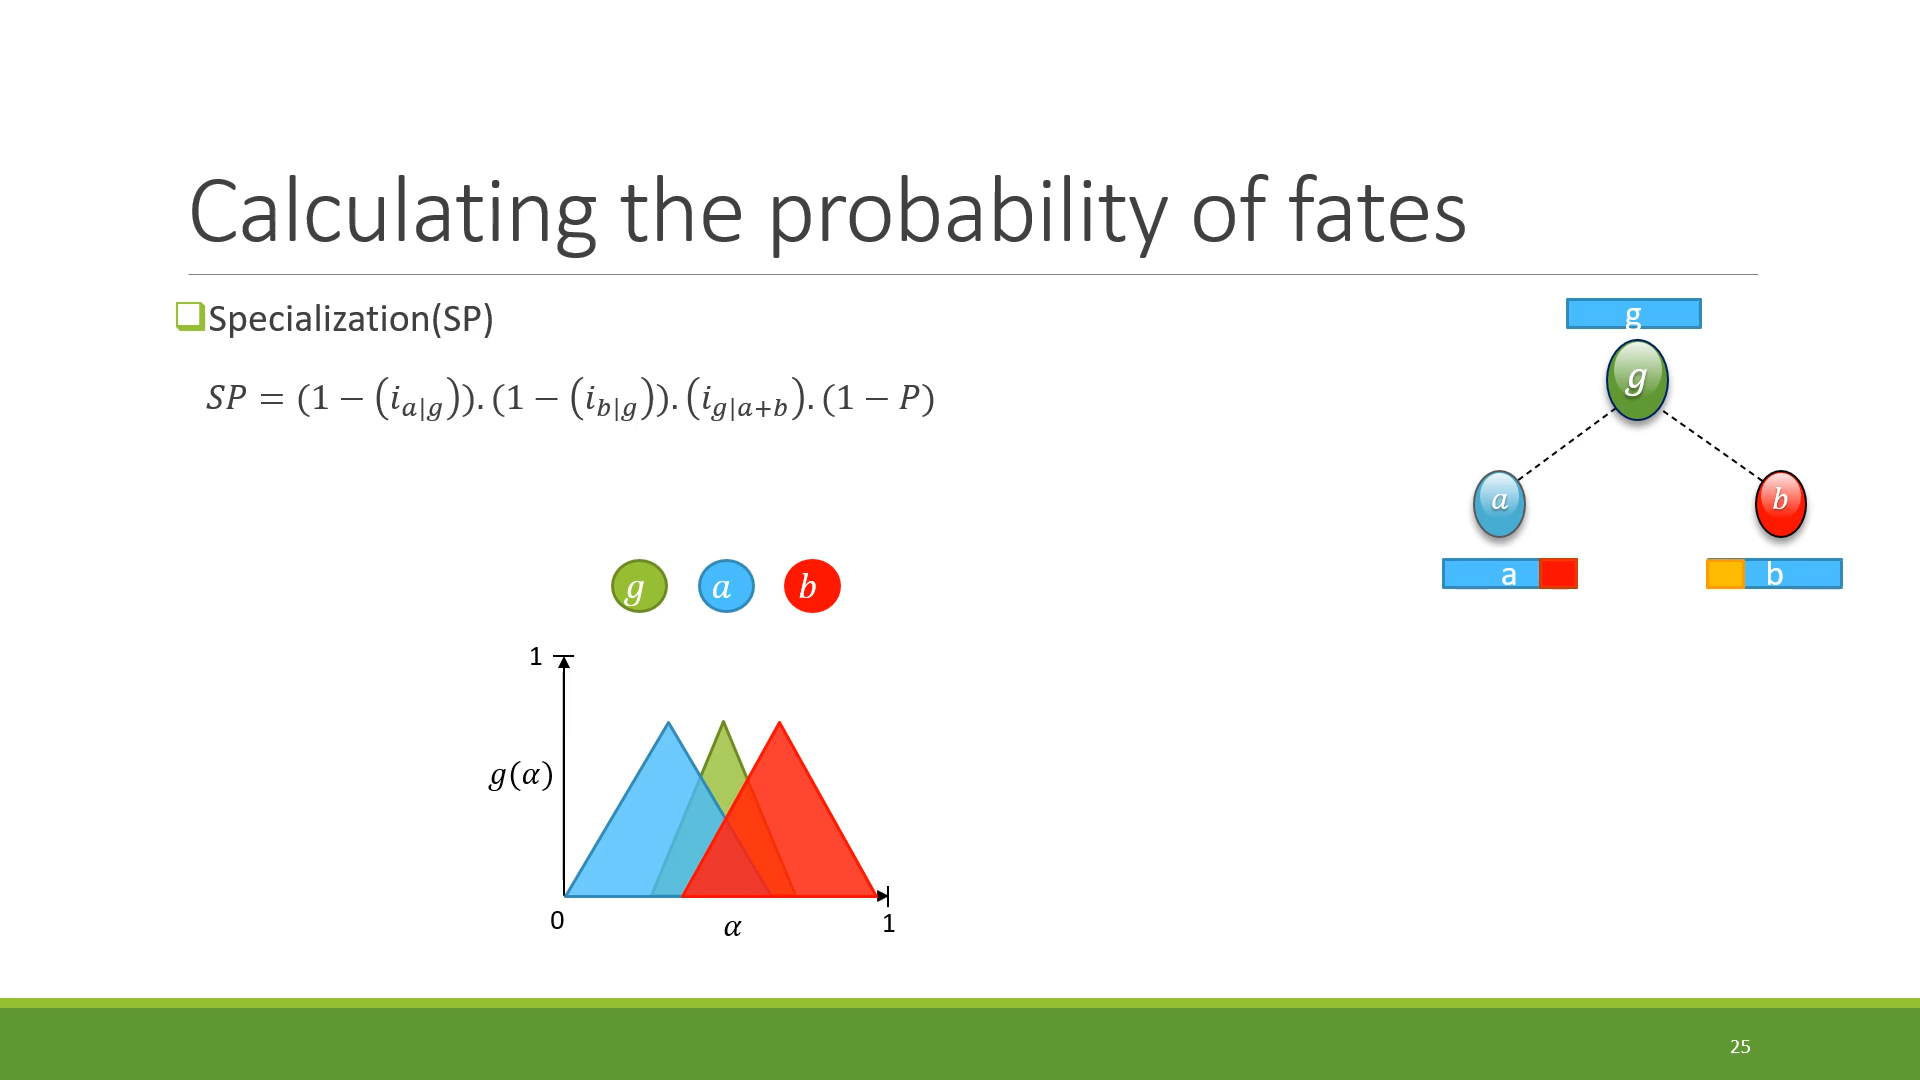 Calculating the probability of fates
Specialization(SP)
𝑆𝑃 = (1 − (𝑖_{𝑎|𝑔})). (1 − (𝑖_{𝑏|𝑔})). (𝑖_{𝑔|𝑎+𝑏}). (1 − 𝑃)
g
𝑔
𝑎 𝑏
a b
𝑔 𝑎 𝑏
1
𝑔(𝛼)
0 𝛼 1
25